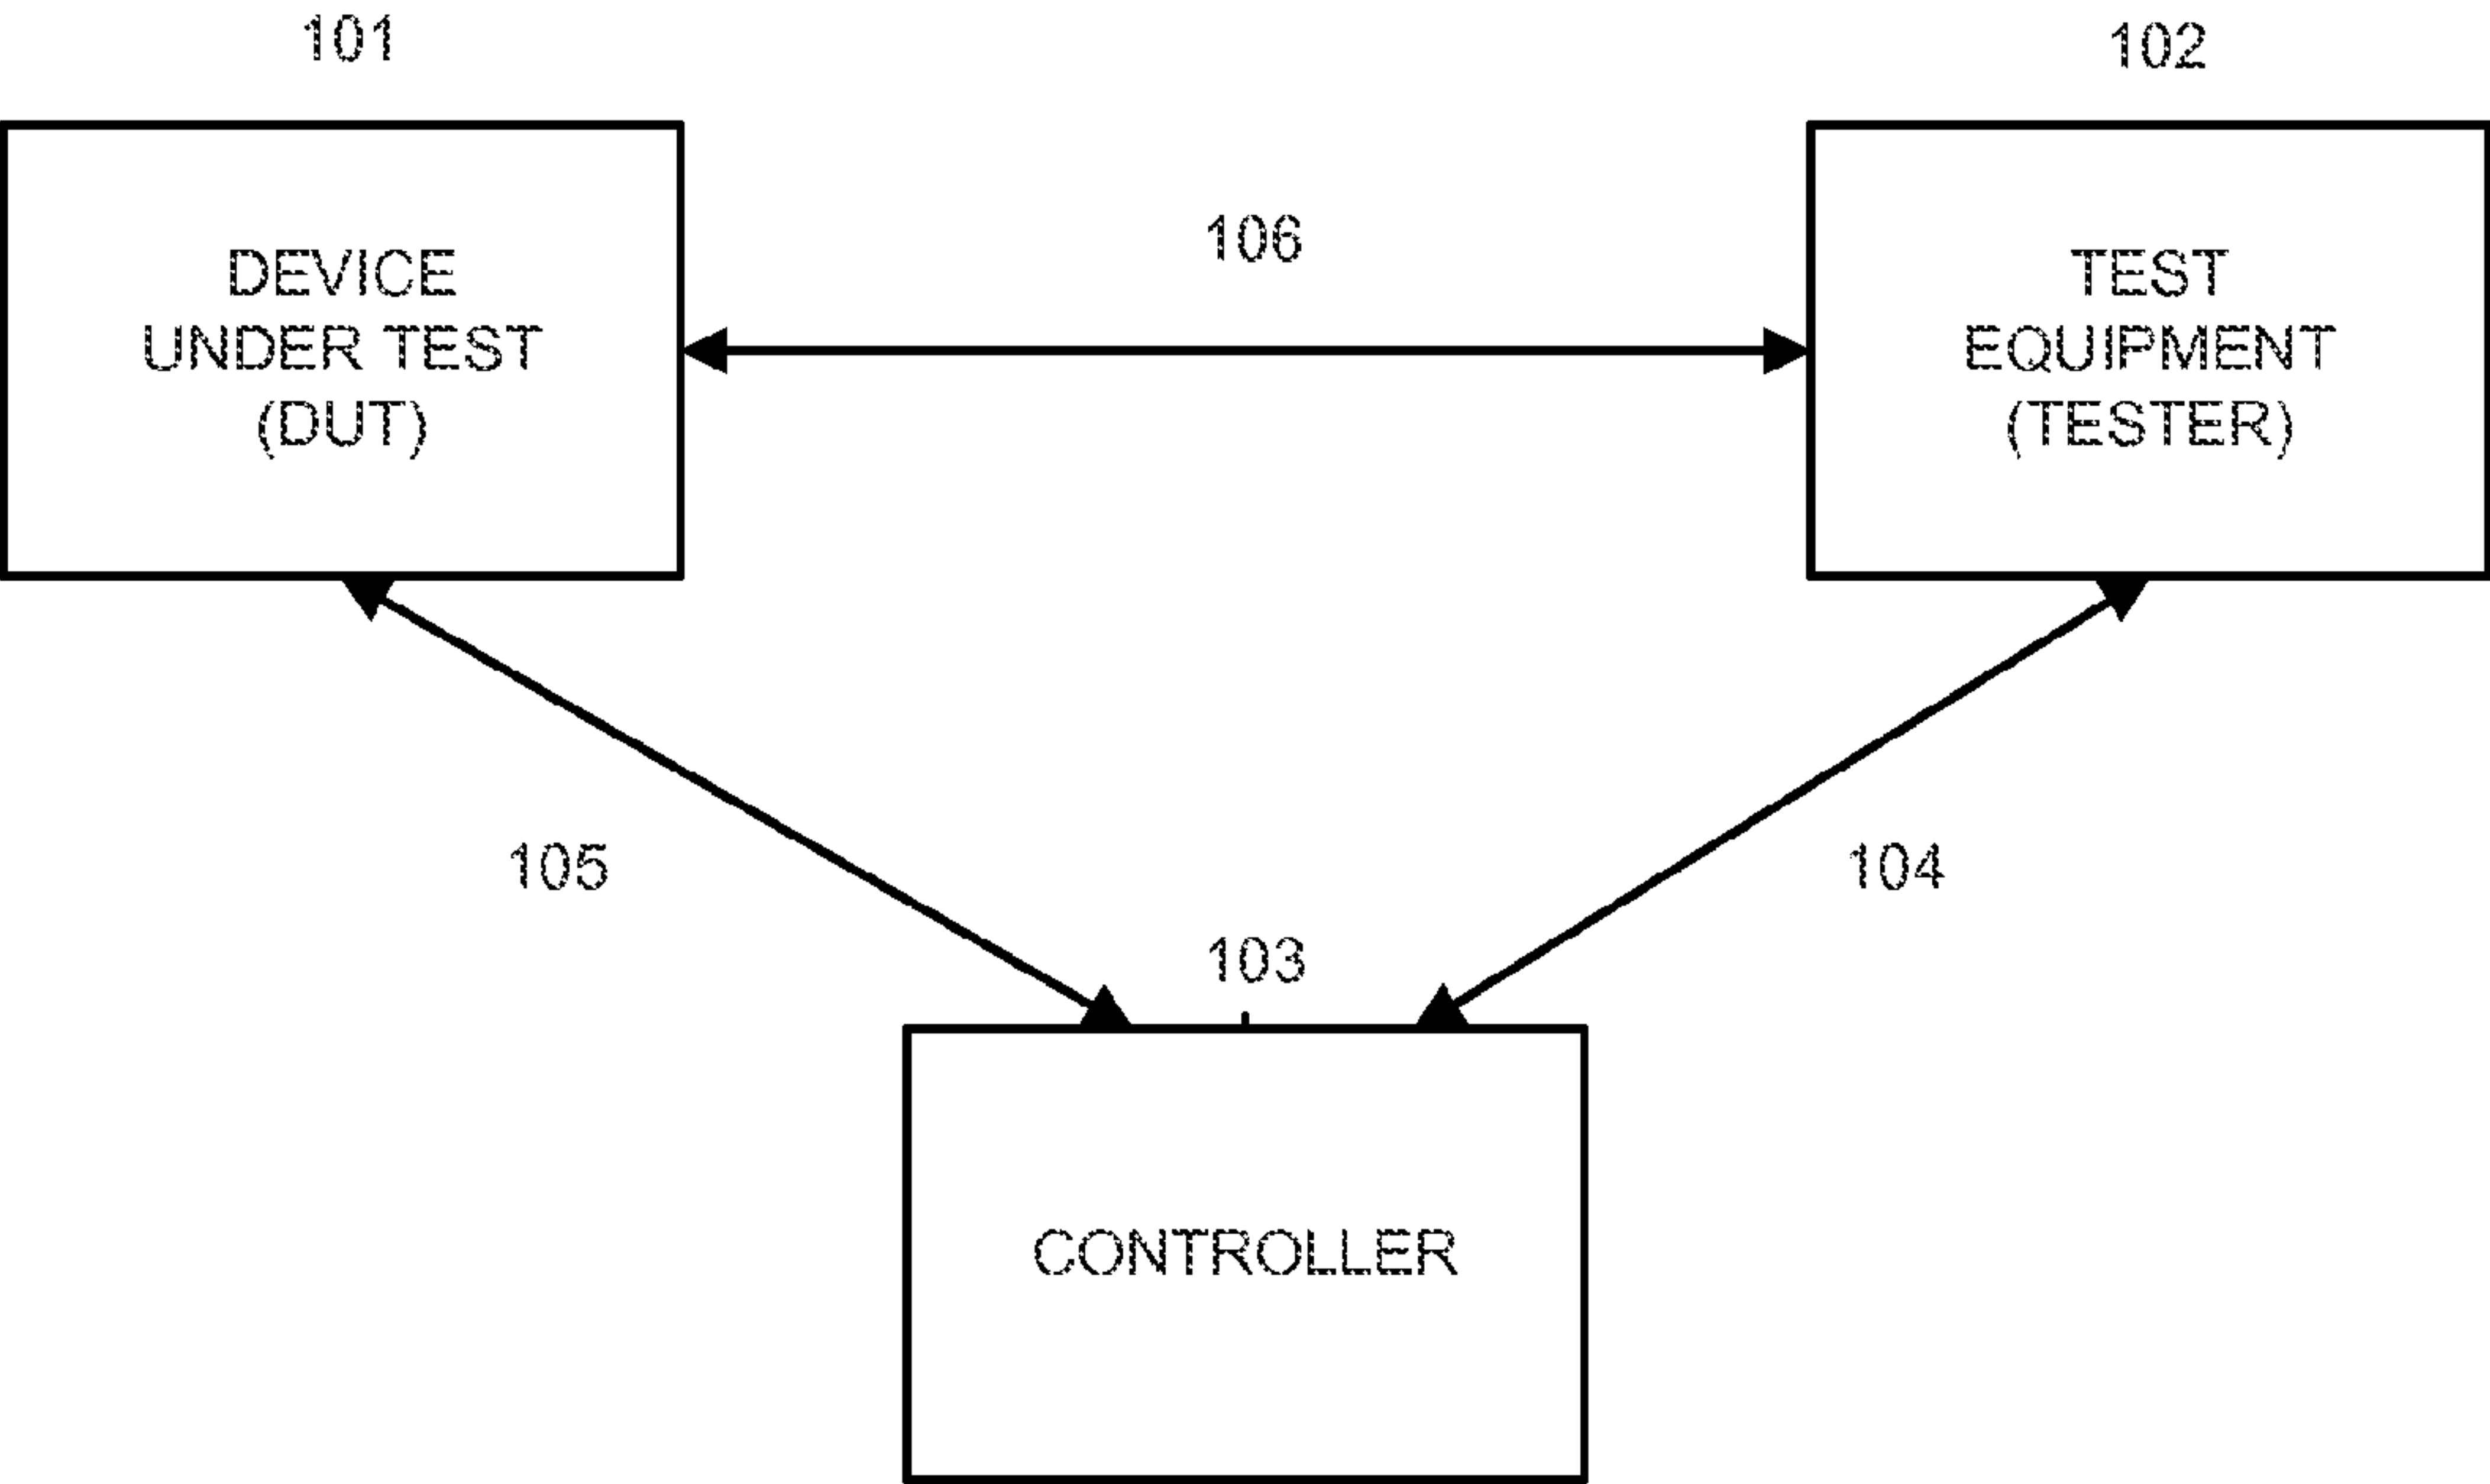 101
102
DEVICE
UNDER TEST
(DUT)
106
TEST
EQUIPMENT
(TESTER)
105
104
103
CONTROLLER